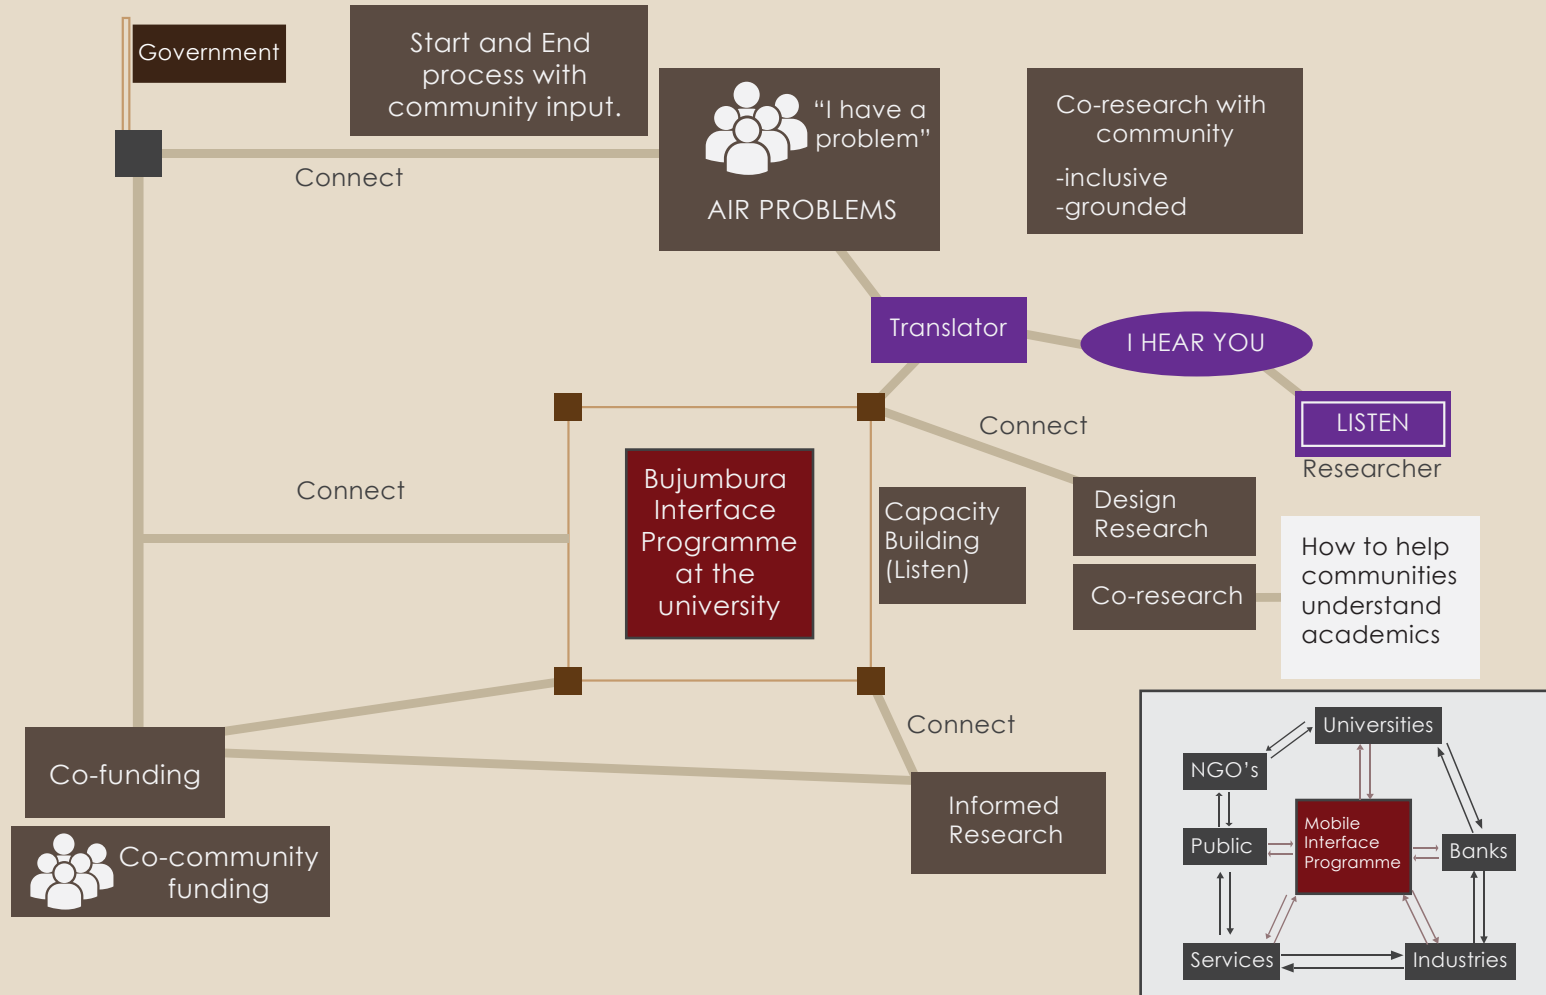 Government
Start and End
process with
community input.
Connect
“I have a
problem”
AIR PROBLEMS
Co-research with
community
-inclusive
-grounded
Translator
I HEAR YOU
LISTEN
Researcher
Connect
Connect
Bujumbura
Interface
Programme
at the
university
Capacity
Building
(Listen)
Design
Research
Co-research
How to help
communities
understand
academics
Connect
Co-funding
Co-community
funding
Informed
Research
Universities
NGO's
Public
Mobile
Interface
Programme
Banks
Services
Industries